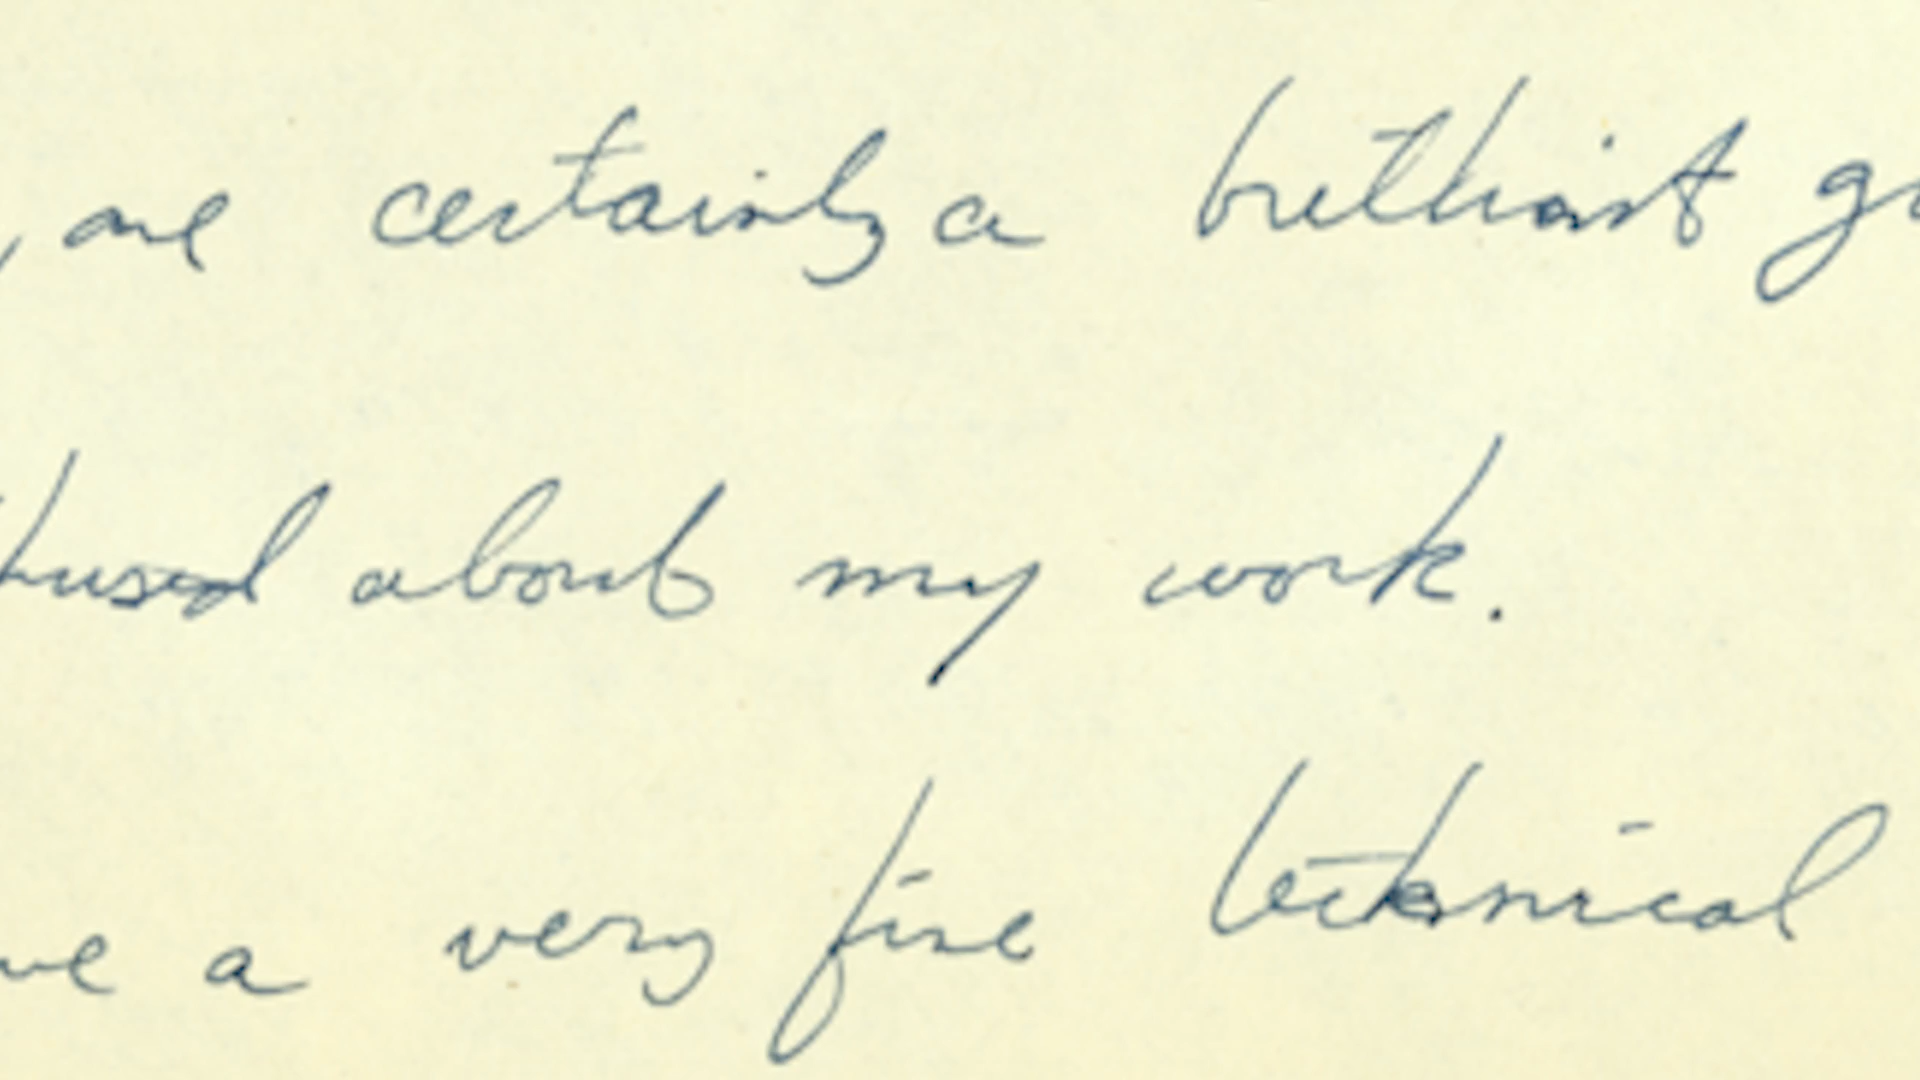 are certainly a brilliant
about my work.
a very fine technical